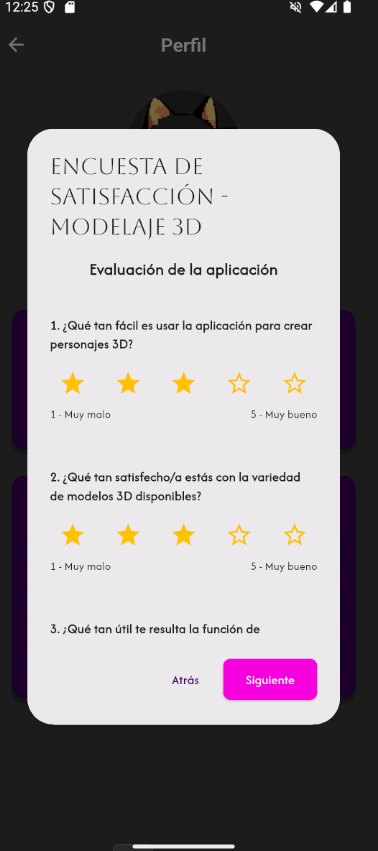 12:25
Perfil
ENCUESTA DE
SATISFACCIÓN -
MODELAJE 3D
Evaluación de la aplicación
1. ¿Qué tan fácil es usar la aplicación para crear
personajes 3D?
1 - Muy malo 5 - Muy bueno
2. ¿Qué tan satisfecho/a estás con la variedad
de modelos 3D disponibles?
1 - Muy malo 5 - Muy bueno
3. ¿Qué tan útil te resulta la función de
Atrás Siguiente